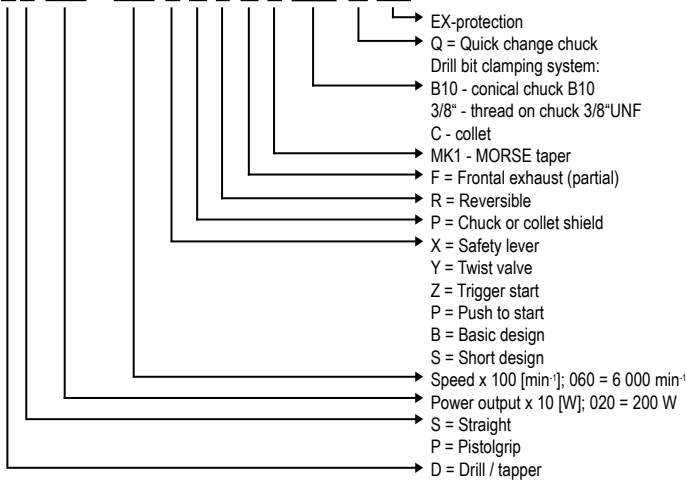 EX-protection
Q = Quick change chuck
Drill bit clamping system:
B10 - conical chuck B10
3/8“ - thread on chuck 3/8“UNF
C - collet
MK1 - MORSE taper
F = Frontal exhaust (partial)
R = Reversible
P = Chuck or collet shield
X = Safety lever
Y = Twist valve
Z = Trigger start
P = Push to start
B = Basic design
S = Short design
Speed x 100 [min-1]; 060 = 6 000 min-1
Power output x 10 [W]; 020 = 200 W
S = Straight
P = Pistolgrip
D = Drill / tapper